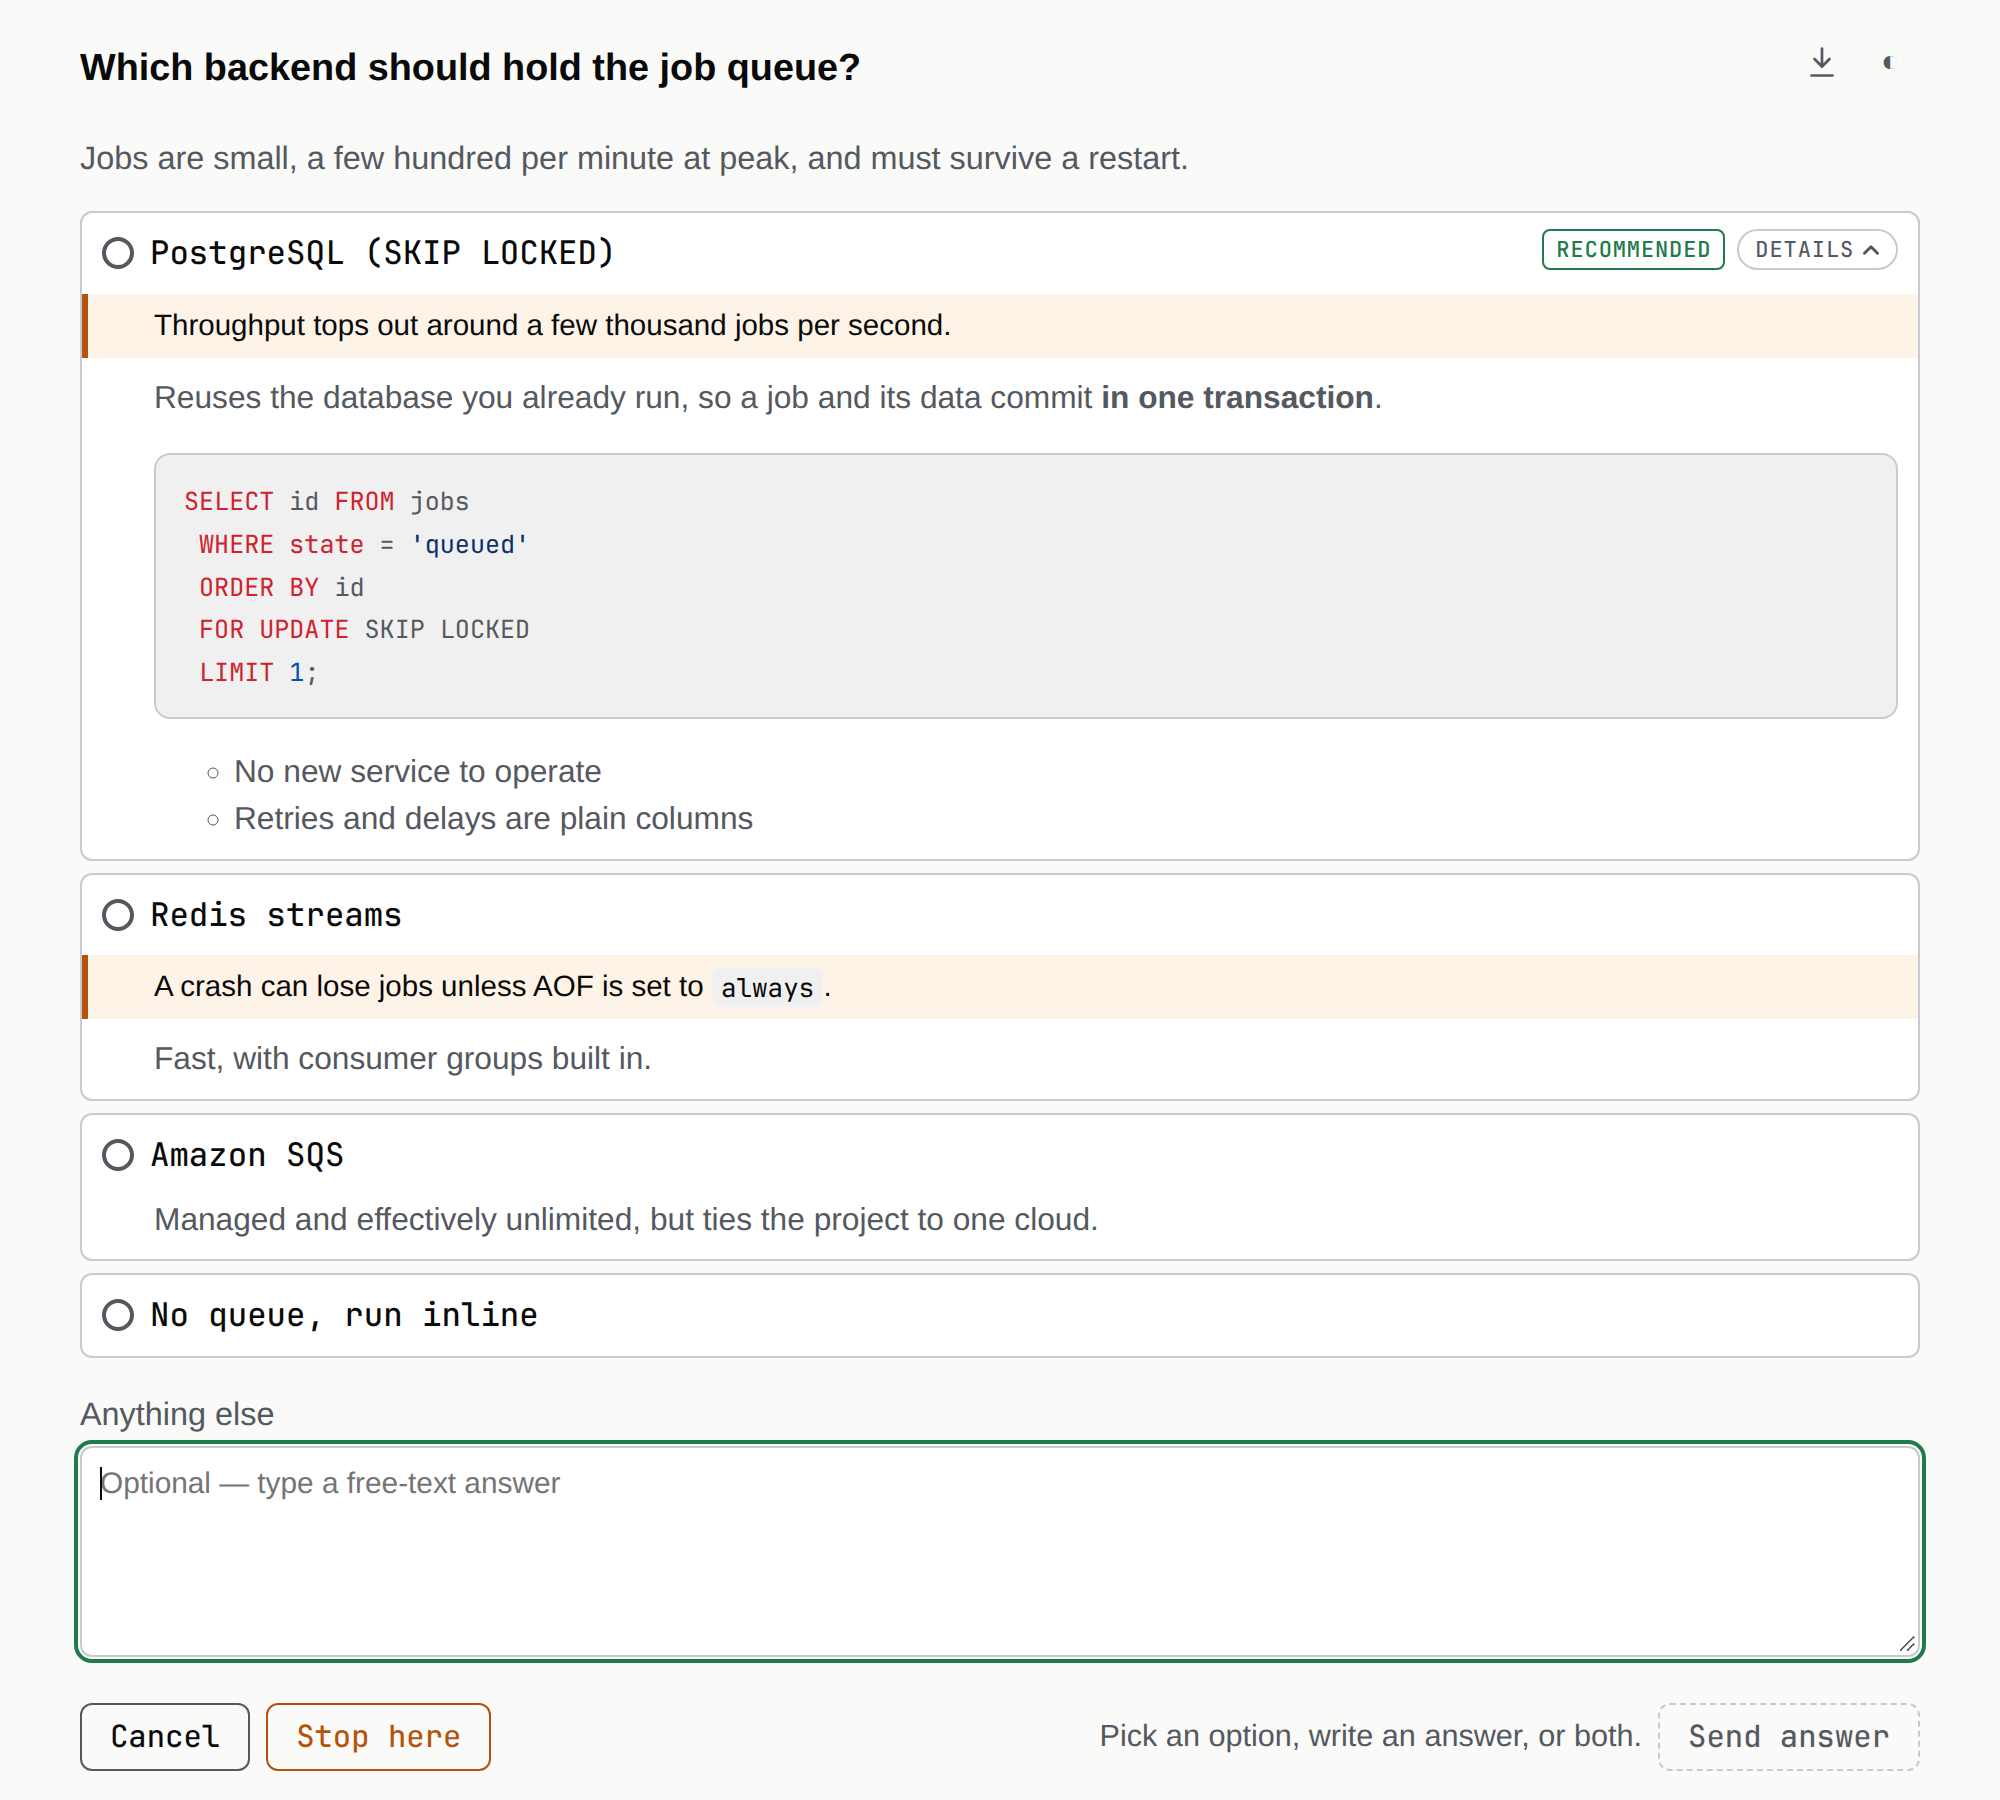 Which backend should hold the job queue?
Jobs are small, a few hundred per minute at peak, and must survive a restart.
PostgreSQL (SKIP LOCKED)
RECOMMENDED
DETAILS
Throughput tops out around a few thousand jobs per second.
Reuses the database you already run, so a job and its data commit in one transaction.
SELECT id FROM jobs
WHERE state = 'queued'
ORDER BY id
FOR UPDATE SKIP LOCKED
LIMIT 1;
No new service to operate
Retries and delays are plain columns
Redis streams
A crash can lose jobs unless AOF is set to always.
Fast, with consumer groups built in.
Amazon SQS
Managed and effectively unlimited, but ties the project to one cloud.
No queue, run inline
Anything else
Optional — type a free-text answer
Cancel
Stop here
Pick an option, write an answer, or both.
Send answer